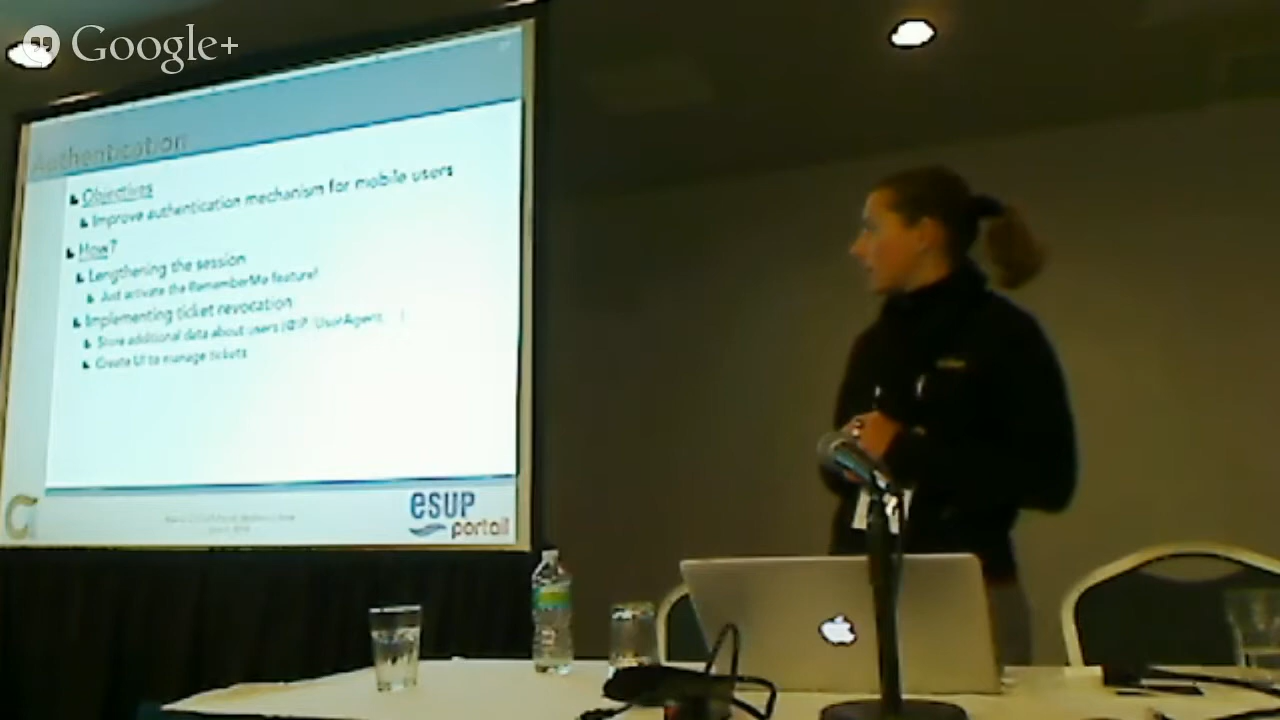 Google+
Authentication
Objectives
Improve authentication mechanism for mobile users
How?
Lengthening the session
Just activate the RememberMe feature!
Implementing ticket revocation
Store additional data about users (@IP, UserAgent, ...)
Create UI to manage tickets
esup
portail